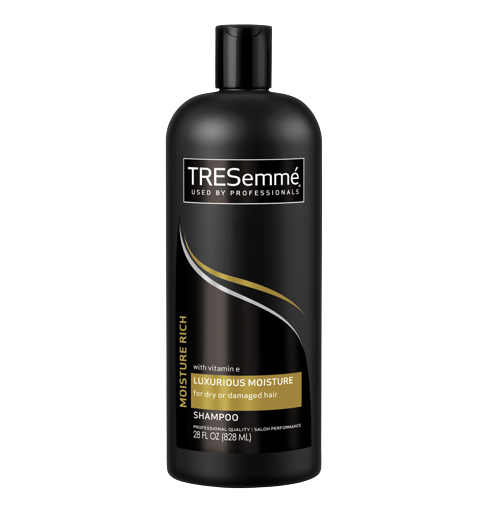 TRESemmé®
USED BY PROFESSIONALS
MOISTURE RICH
with vitamin e
LUXURIOUS MOISTURE
for dry or damaged hair
SHAMPOO
PROFESSIONAL QUALITY | SALON PERFORMANCE
28 FL OZ (828 ML)